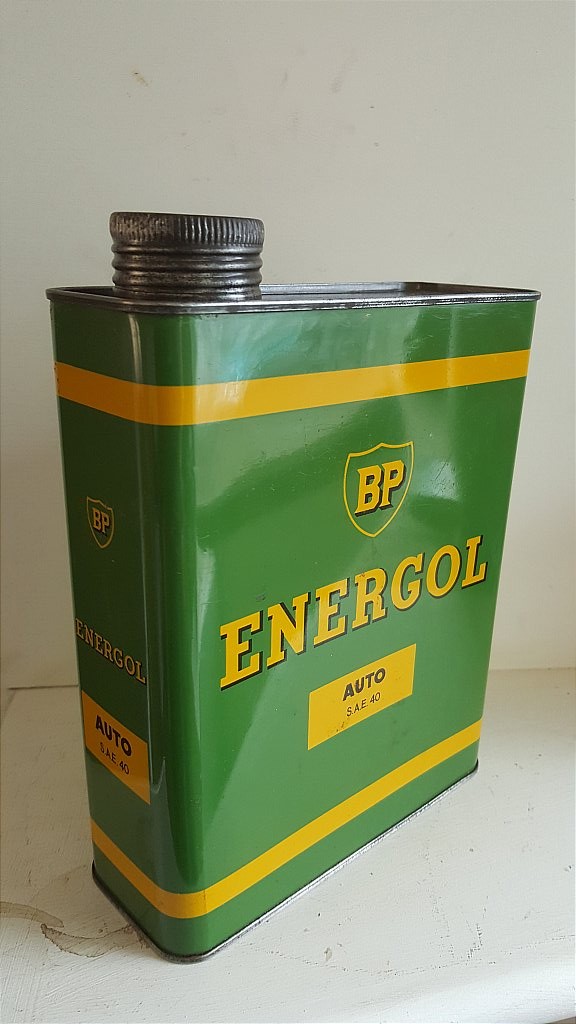 BP
ENERGOL
AUTO
S.A.E. 40
BP
ENERGOL
AUTO
S.A.E. 40